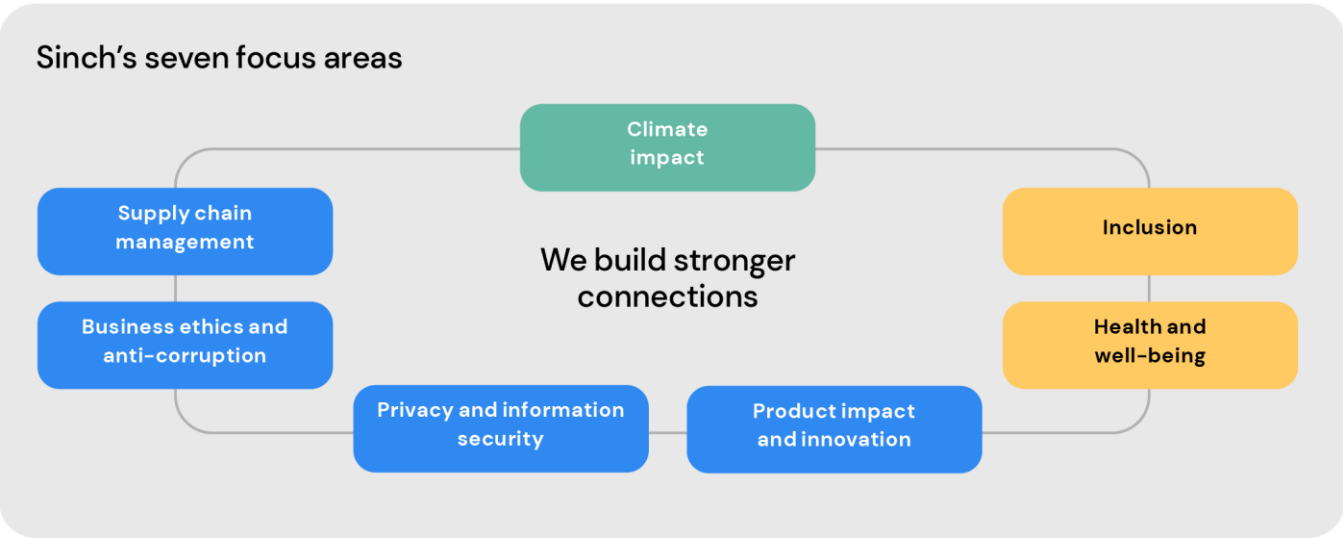 Sinch’s seven focus areas
Climate
impact
Supply chain
management
Inclusion
We build stronger
connections
Business ethics and
anti-corruption
Health and
well-being
Privacy and information
security
Product impact
and innovation